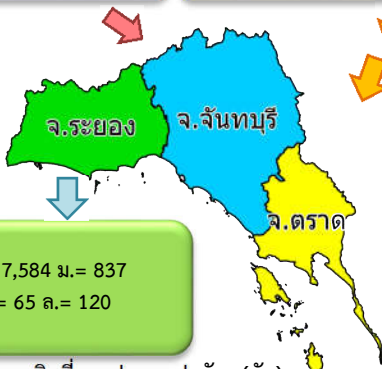 จ.ระยอง
จ.จันทบุรี
จ.ตราด
7,584 ม.= 837
= 65 ล.= 120